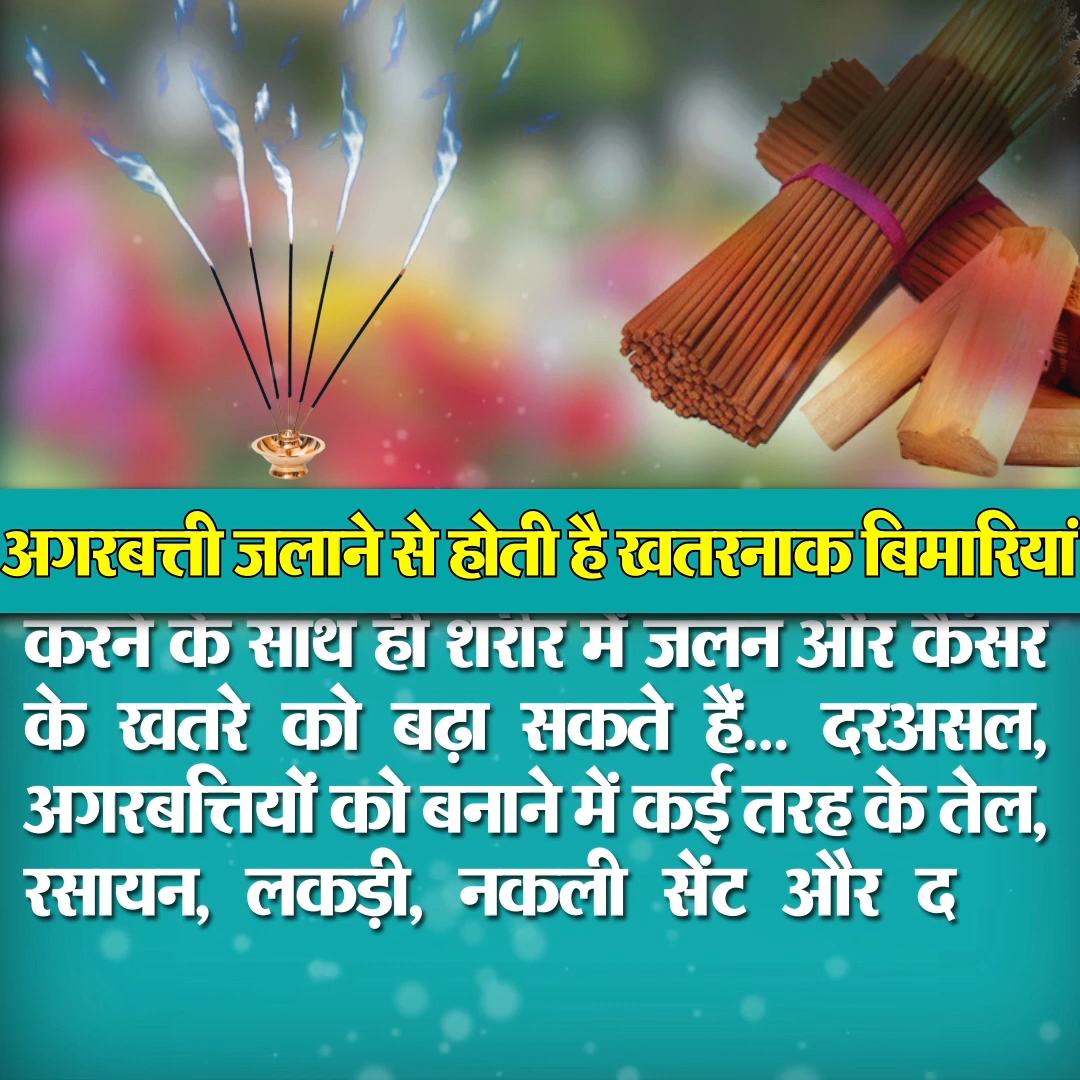 अगरबत्ती जलाने से होती है खतरनाक बिमारियां
करने के साथ ही शरीर में जलन और कैंसर
के खतरे को बढ़ा सकते हैं... दरअसल,
अगरबत्तियों को बनाने में कई तरह के तेल,
रसायन, लकड़ी, नकली सेंट और द